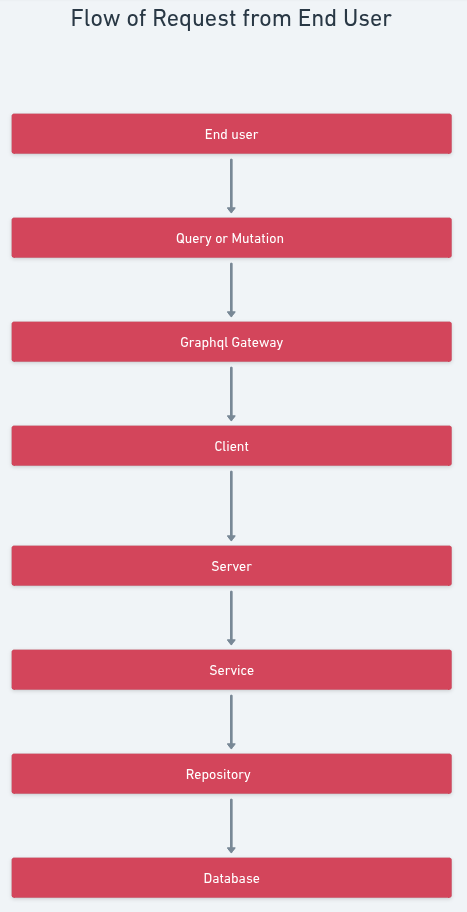 Flow of Request from End User
End user
Query or Mutation
Graphql Gateway
Client
Server
Service
Repository
Database